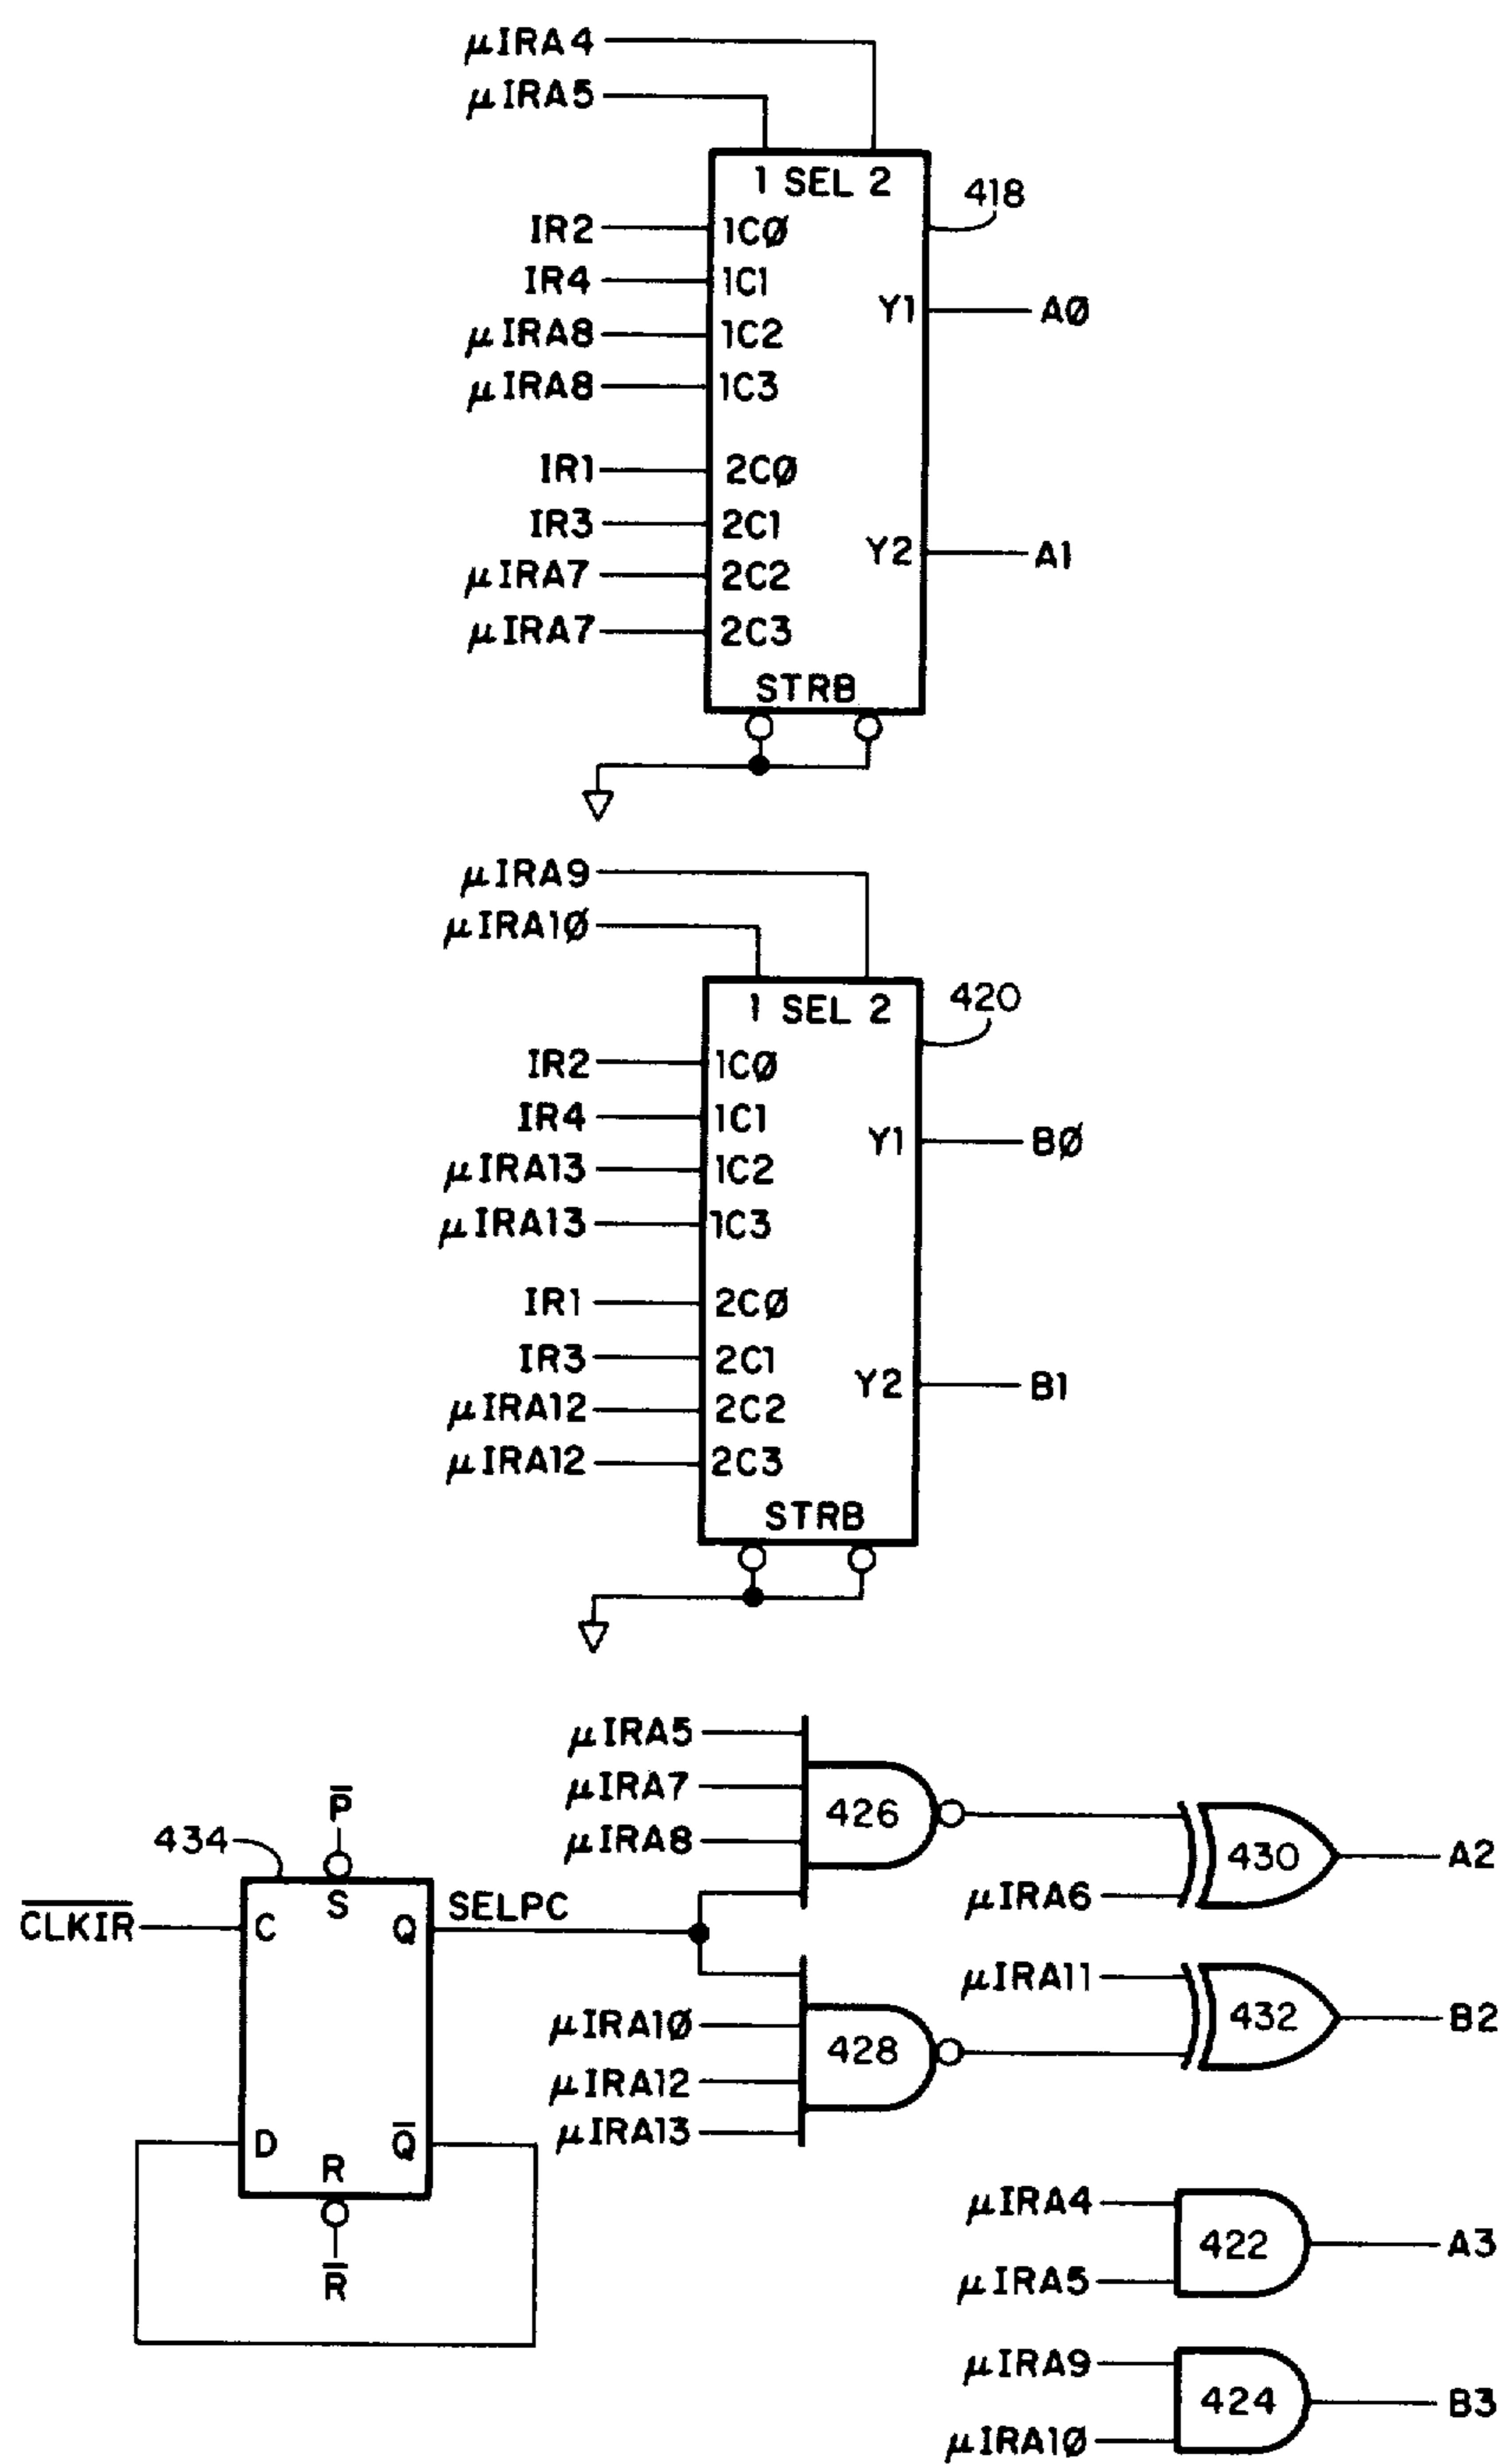 μIRA4
μIRA5
1 SEL 2
418
IR2 1CØ
IR4 1C1
μIRA8 1C2
μIRA8 1C3
Y1 AØ
IR1 2CØ
IR3 2C1
μIRA7 2C2
μIRA7 2C3
Y2 A1
STRB
μIRA9
μIRA1Ø
1 SEL 2
420
IR2 1CØ
IR4 1C1
μIRA13 1C2
μIRA13 1C3
Y1 BØ
IR1 2CØ
IR3 2C1
μIRA12 2C2
μIRA12 2C3
Y2 B1
STRB
μIRA5
μIRA7
μIRA8
426
430
A2
μIRA6
P̅
434
S
C̅L̅K̅I̅R̅
C
Q
SELPC
D
Q̅
R
R̅
μIRA11
432
B2
μIRA1Ø
μIRA12
μIRA13
428
μIRA4
μIRA5
422
A3
μIRA9
μIRA1Ø
424
B3